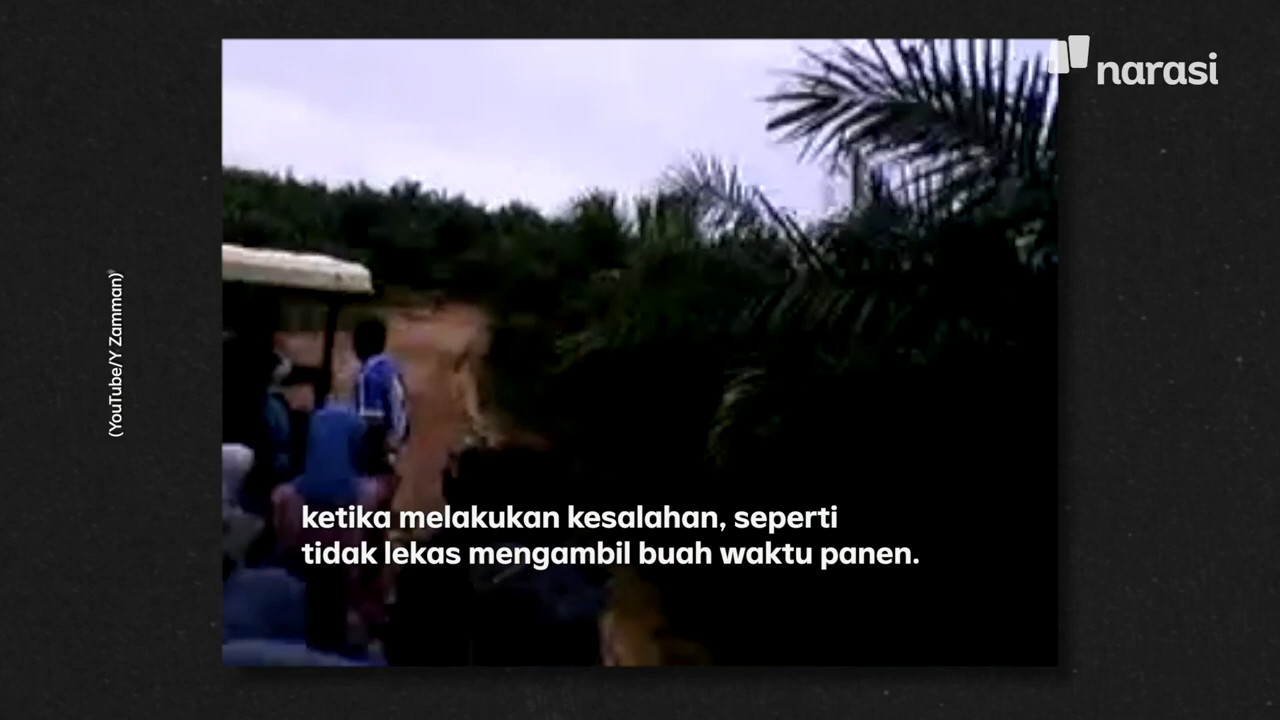 narasi
(YouTube/Y Zamman)
ketika melakukan kesalahan, seperti
tidak lekas mengambil buah waktu panen.